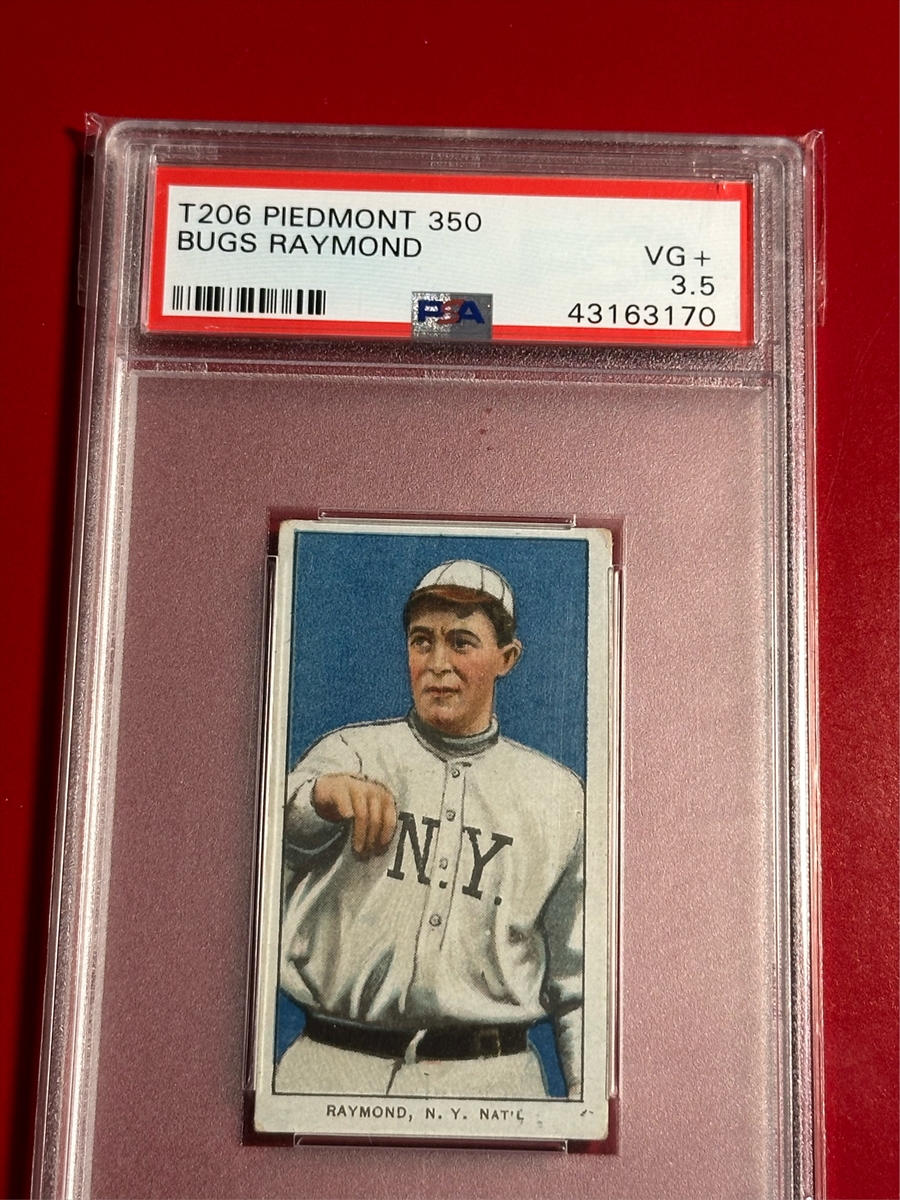 T206 PIEDMONT 350
BUGS RAYMOND
VG+
3.5
PSA
43163170
N.Y.
RAYMOND, N. Y. NAT'L